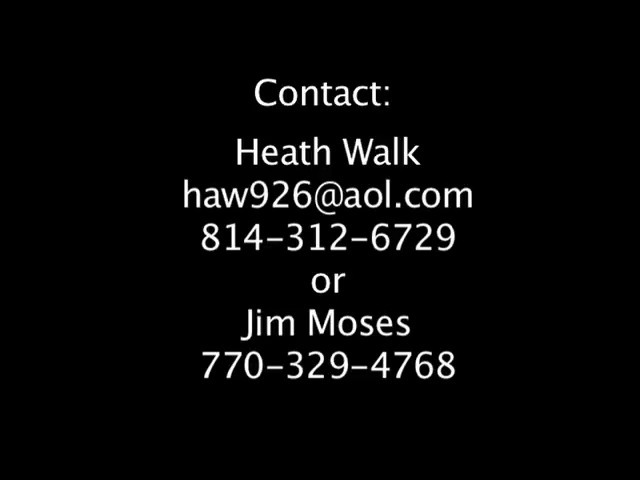 Contact:
Heath Walk
haw926@aol.com
814-312-6729
or
Jim Moses
770-329-4768